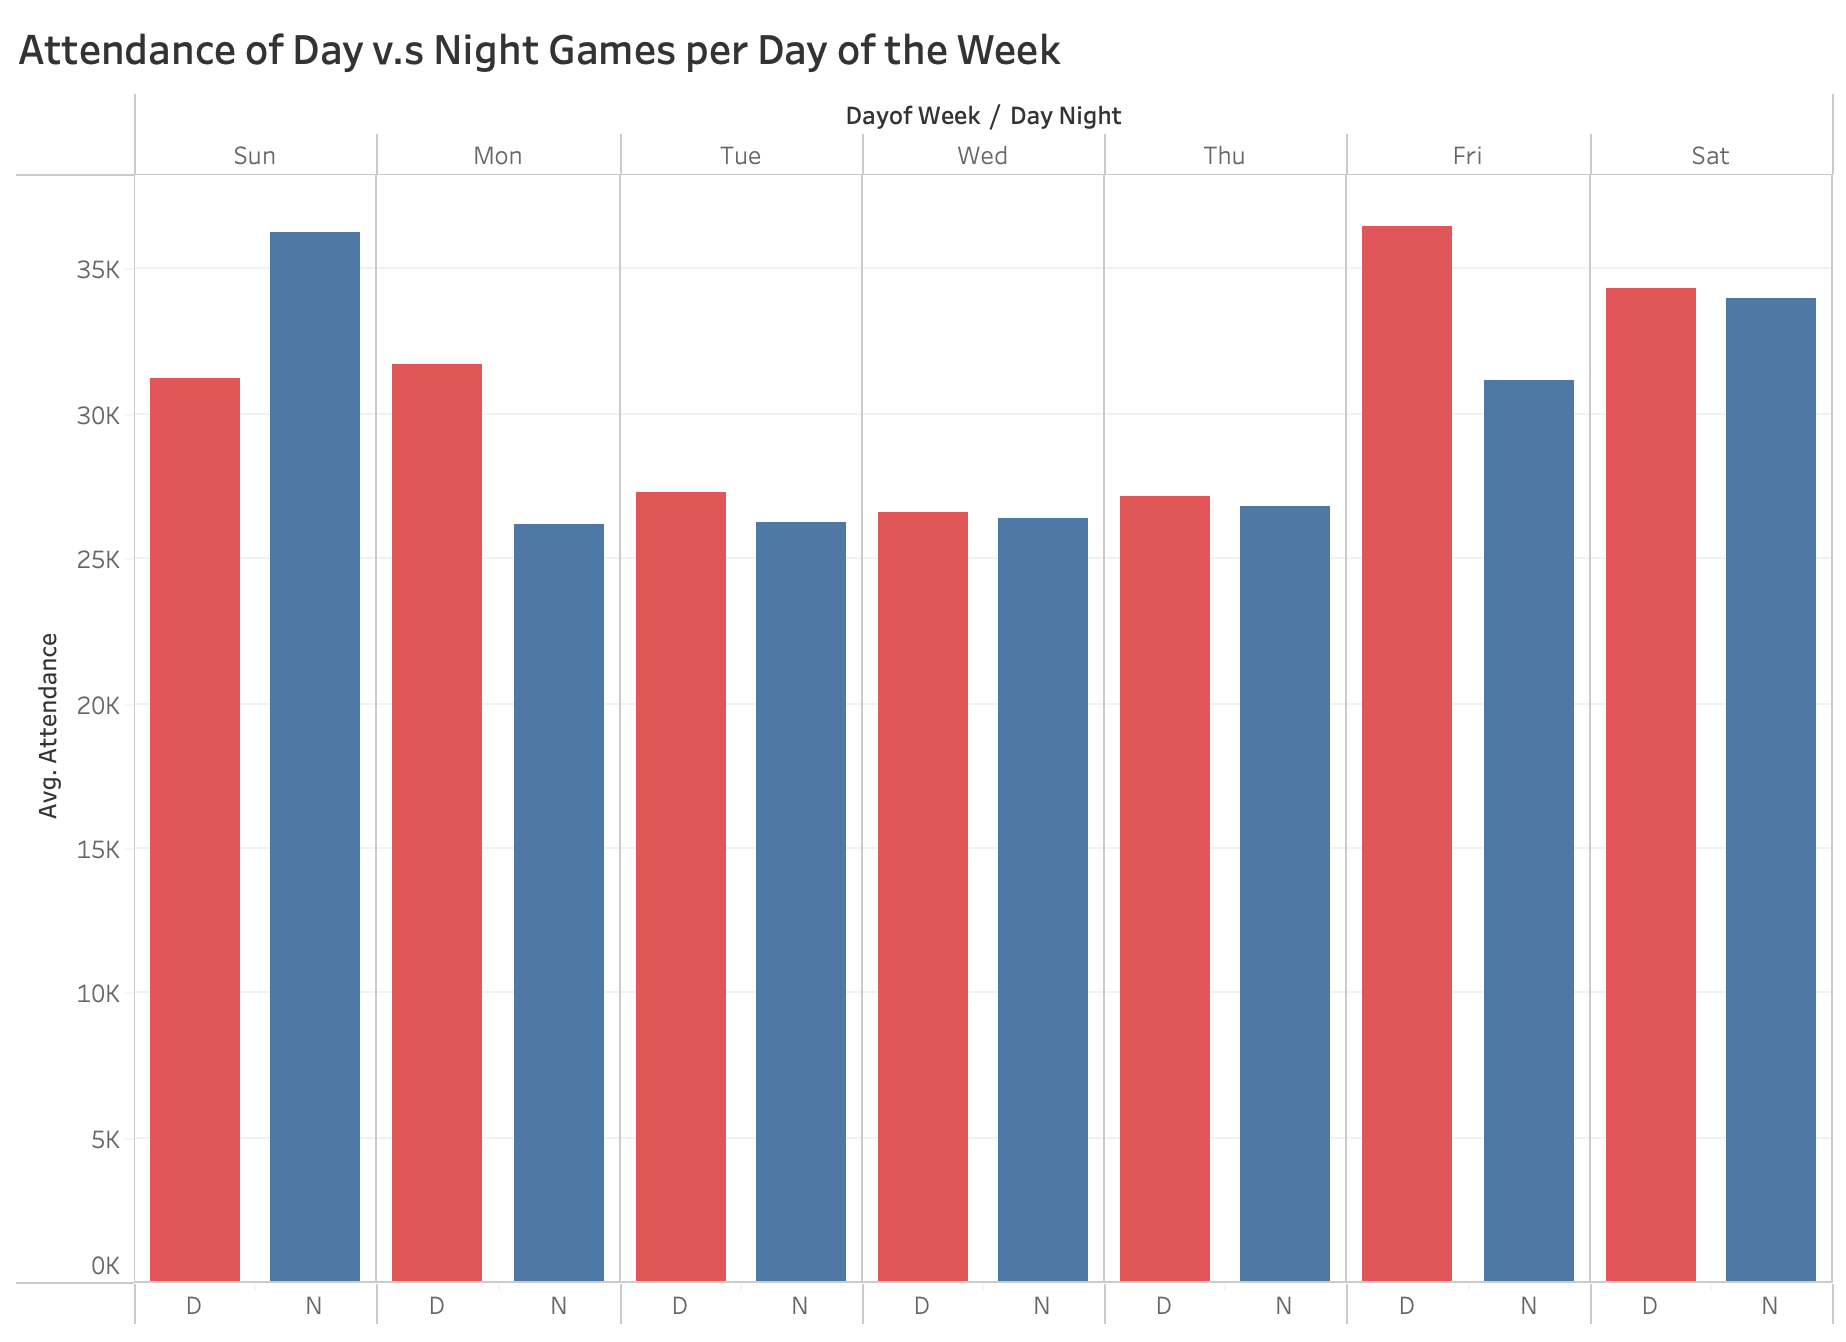 Attendance of Day v.s Night Games per Day of the Week
Dayof Week / Day Night
Sun Mon Tue Wed Thu Fri Sat
35K
30K
25K
20K
15K
10K
5K
0K
Avg. Attendance
D N D N D N D N D N D N D N